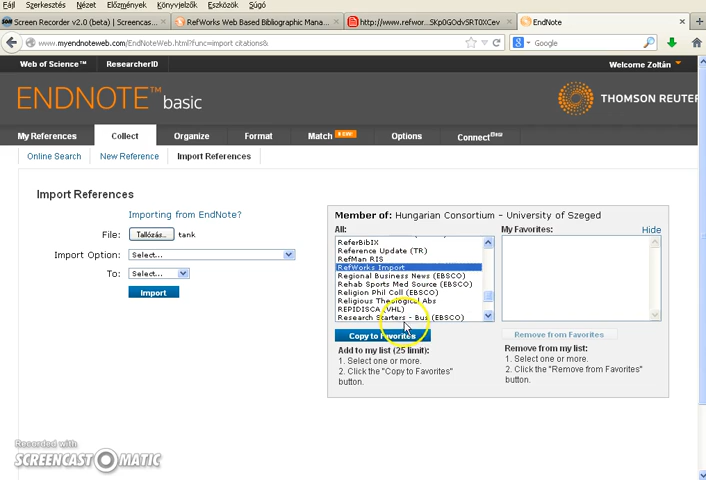 Fájl Szerkesztés Nézet Előzmények Könyvjelzők Eszközök Súgó
Screen Recorder v2.0 (beta) | Screencas... RefWorks Web Based Bibliographic Mana... http://www.refwor...SKp0GOdvSRT0XCev EndNote
www.myendnoteweb.com/EndNoteWeb.html?func=import citations& Google
Web of Science™ ResearcherID Welcome Zoltán
ENDNOTE™ basic THOMSON REUTER
My References Collect Organize Format Match NEW! Options Connect Beta
Online Search New Reference Import References
Import References
Importing from EndNote?
File: Tallózás... tank
Import Option: Select...
To: Select...
Import
Member of: Hungarian Consortium - University of Szeged
All: My Favorites: Hide
ReferBibIX
Reference Update (TR)
RefMan RIS
RefWorks Import
Regional Business News (EBSCO)
Rehab Sports Med Source (EBSCO)
Religion Phil Coll (EBSCO)
Religious Theological Abs
REPIDISCA (VHL)
Research Starters - Bus (EBSCO)
Copy to Favorites Remove from Favorites
Add to my list (25 limit):
1. Select one or more.
2. Click the "Copy to Favorites"
button.
Remove from my list:
1. Select one or more.
2. Click the "Remove from Favorites"
button.
Recorded with
SCREENCAST-O-MATIC